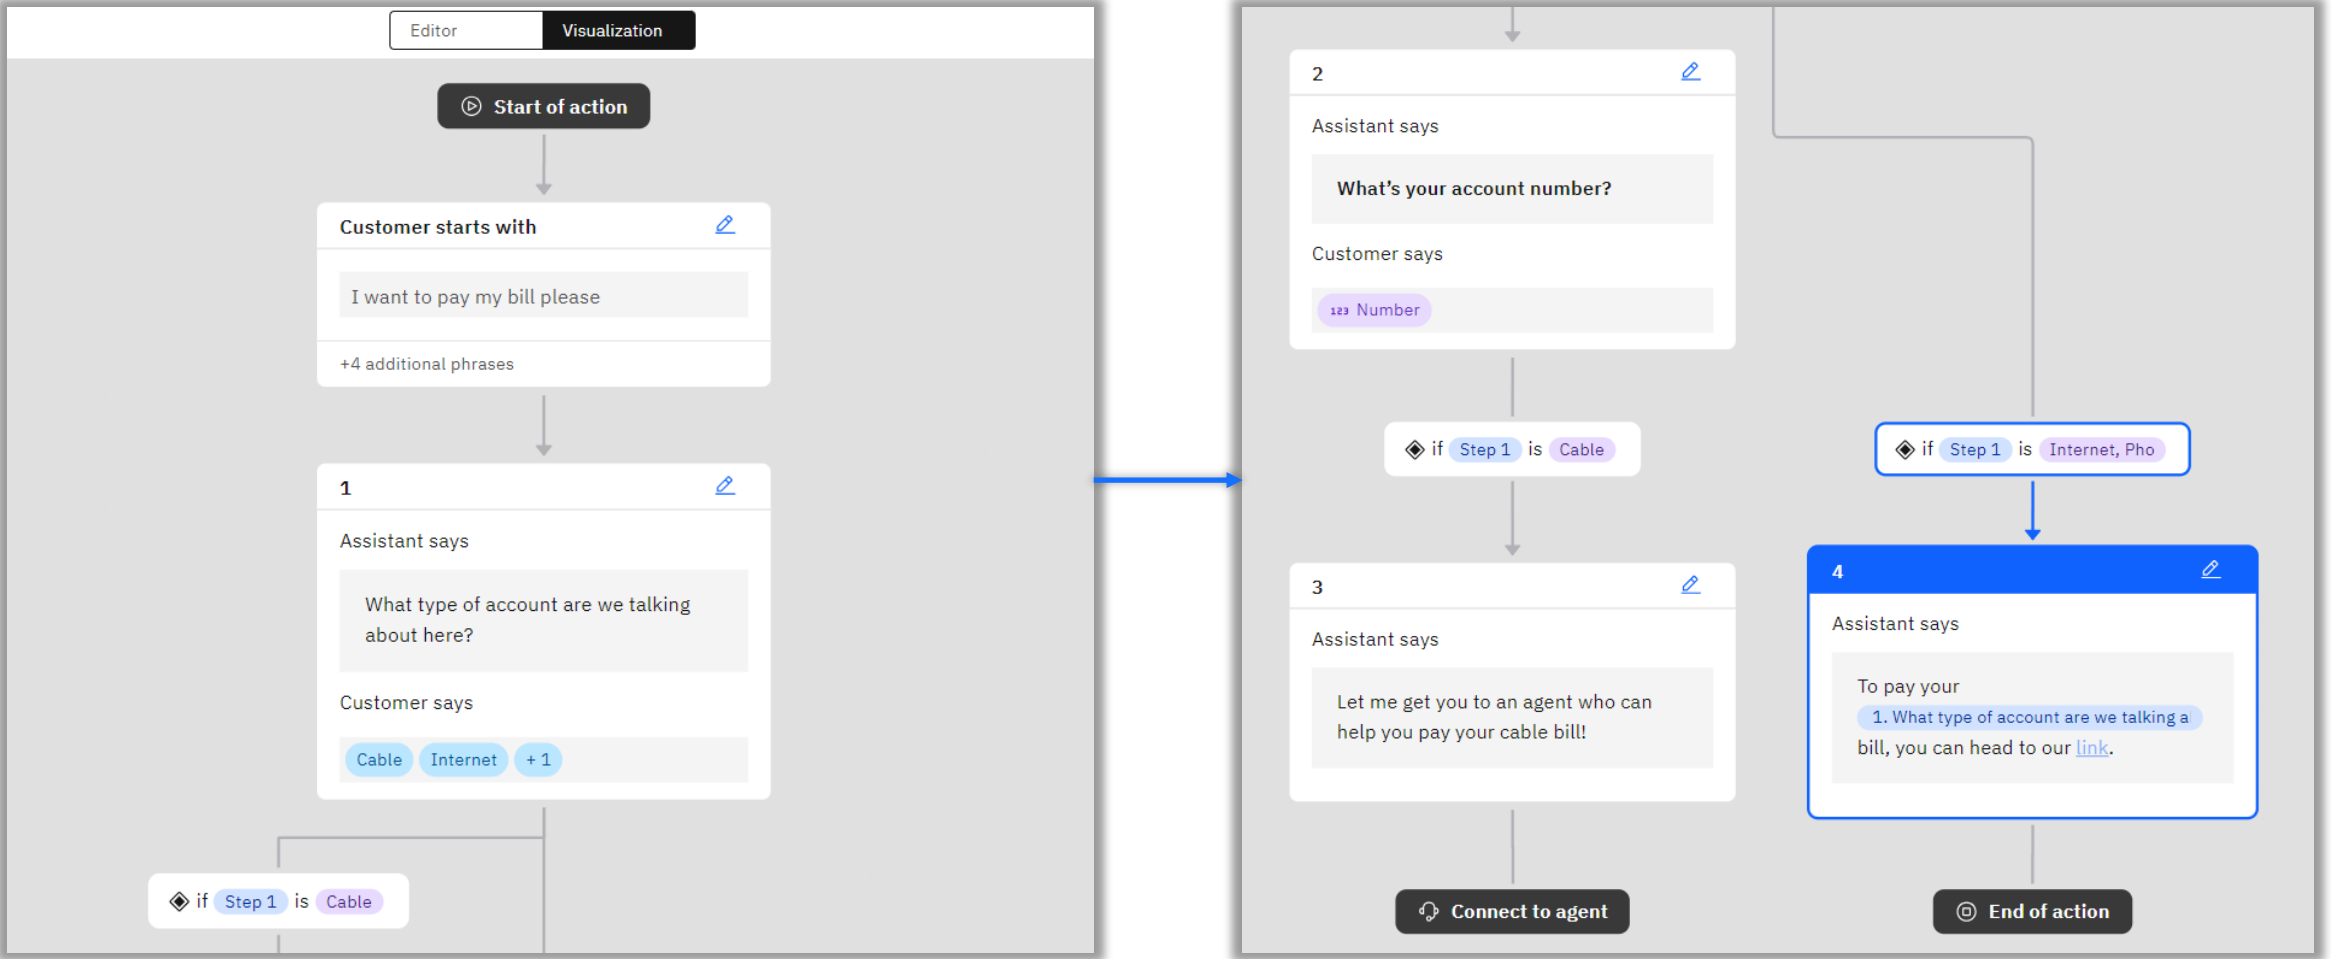 Editor
Visualization
Start of action
Customer starts with
I want to pay my bill please
+4 additional phrases
1
Assistant says
What type of account are we talking
about here?
Customer says
Cable Internet + 1
if Step 1 is Cable
2
Assistant says
What’s your account number?
Customer says
123 Number
if Step 1 is Cable
3
Assistant says
Let me get you to an agent who can
help you pay your cable bill!
Connect to agent
if Step 1 is Internet, Pho
4
Assistant says
To pay your
1. What type of account are we talking a
bill, you can head to our link.
End of action